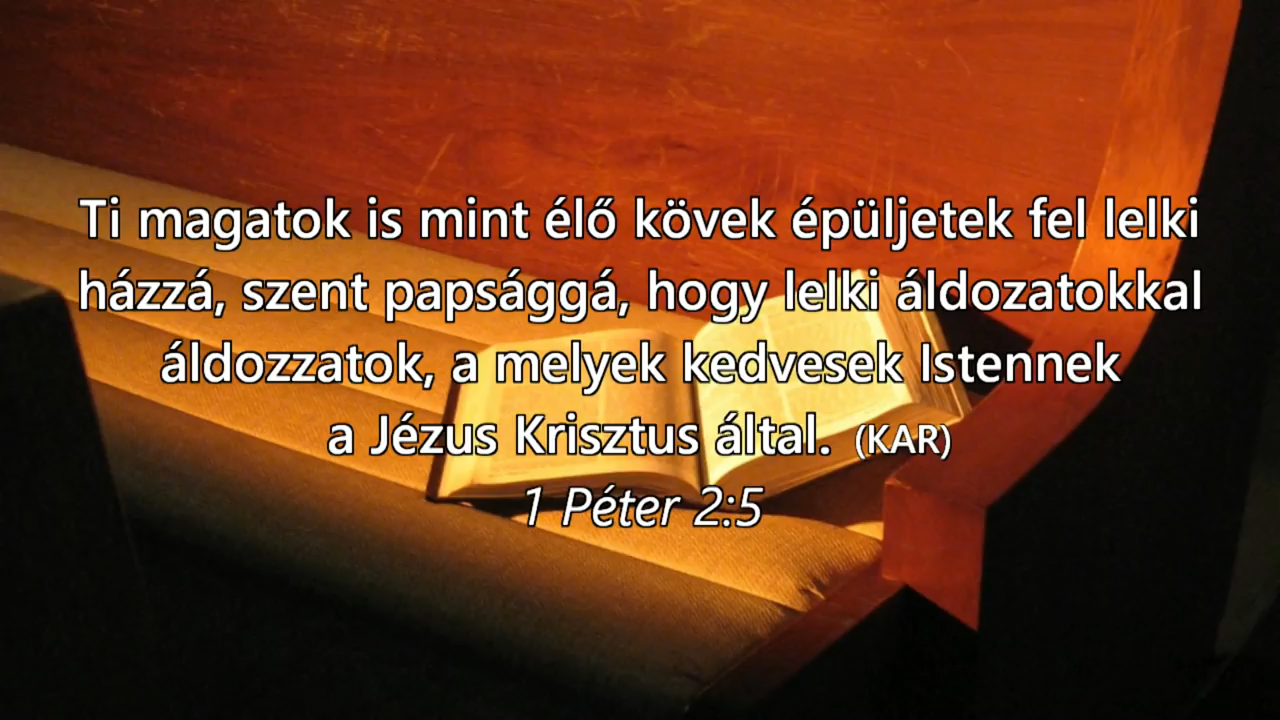 Ti magatok is mint élő kövek épüljetek fel lelki
házzá, szent papsággá, hogy lelki áldozatokkal
áldozzatok, a melyek kedvesek Istennek
a Jézus Krisztus által. (KAR)
1 Péter 2:5